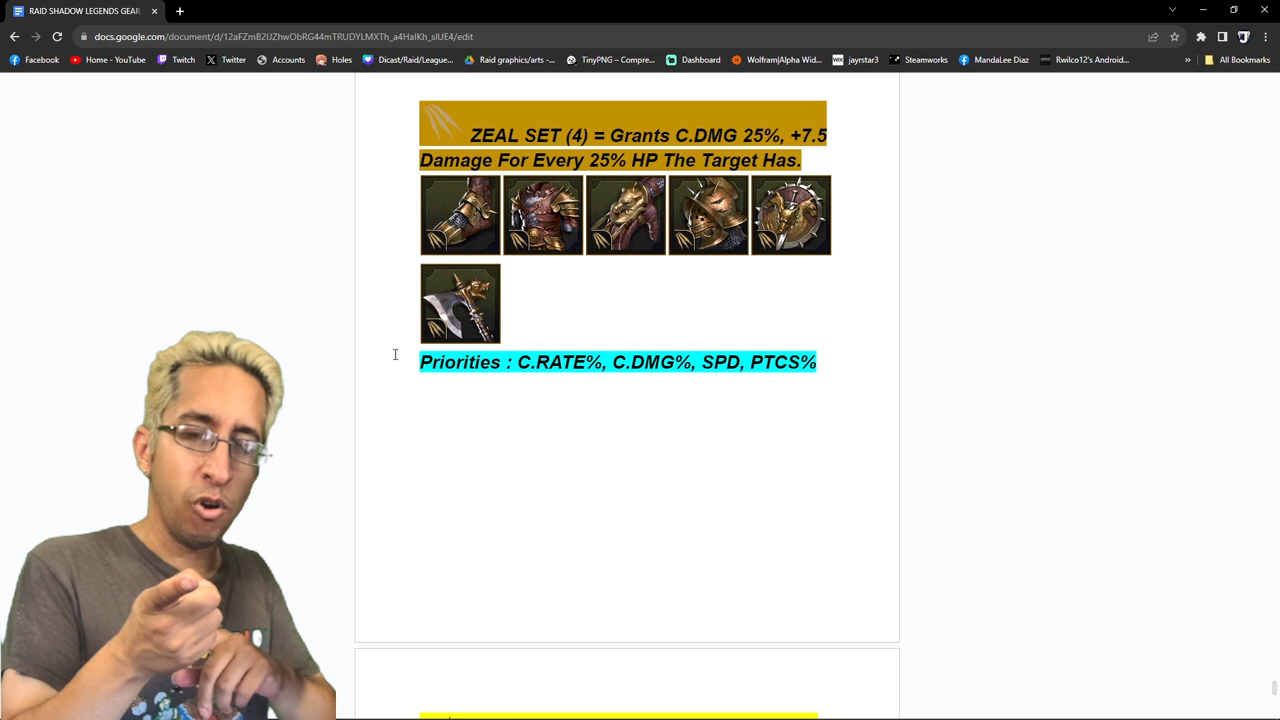 RAID SHADOW LEGENDS GEAR
docs.google.com/document/d/12aFZmB2IJZhwObRG44mTRUDYLMXTh_a4HaIKh_sIUE4/edit
Facebook Home - YouTube Twitch Twitter Accounts Holes Dicast/Raid/League... Raid graphics/arts -... TinyPNG – Compre... Dashboard Wolfram|Alpha Wid... jayrstar3 Steamworks MandaLee Diaz Rwilco12's Android... » All Bookmarks
ZEAL SET (4) = Grants C.DMG 25%, +7.5
Damage For Every 25% HP The Target Has.
Priorities : C.RATE%, C.DMG%, SPD, PTCS%